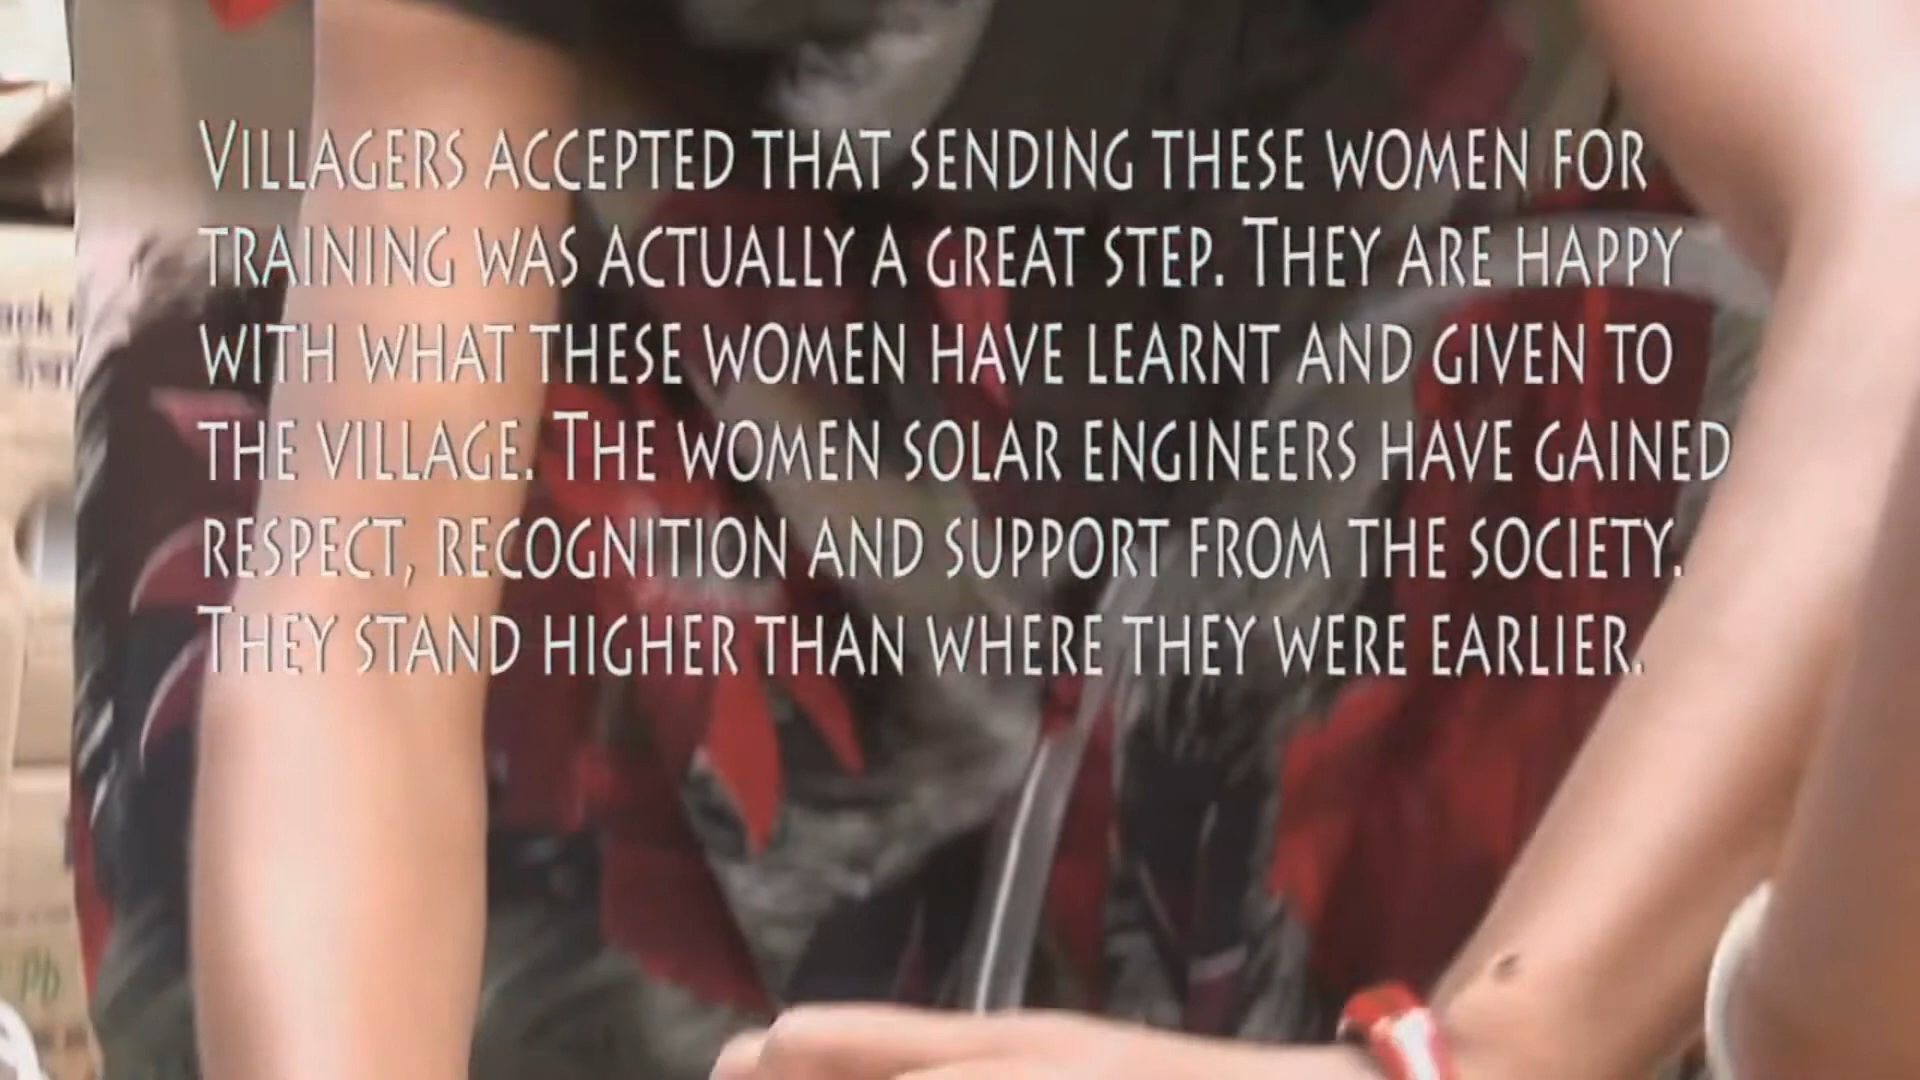 VILLAGERS ACCEPTED THAT SENDING THESE WOMEN FOR
TRAINING WAS ACTUALLY A GREAT STEP. THEY ARE HAPPY
WITH WHAT THESE WOMEN HAVE LEARNT AND GIVEN TO
THE VILLAGE. THE WOMEN SOLAR ENGINEERS HAVE GAINED
RESPECT, RECOGNITION AND SUPPORT FROM THE SOCIETY.
THEY STAND HIGHER THAN WHERE THEY WERE EARLIER.
Pb